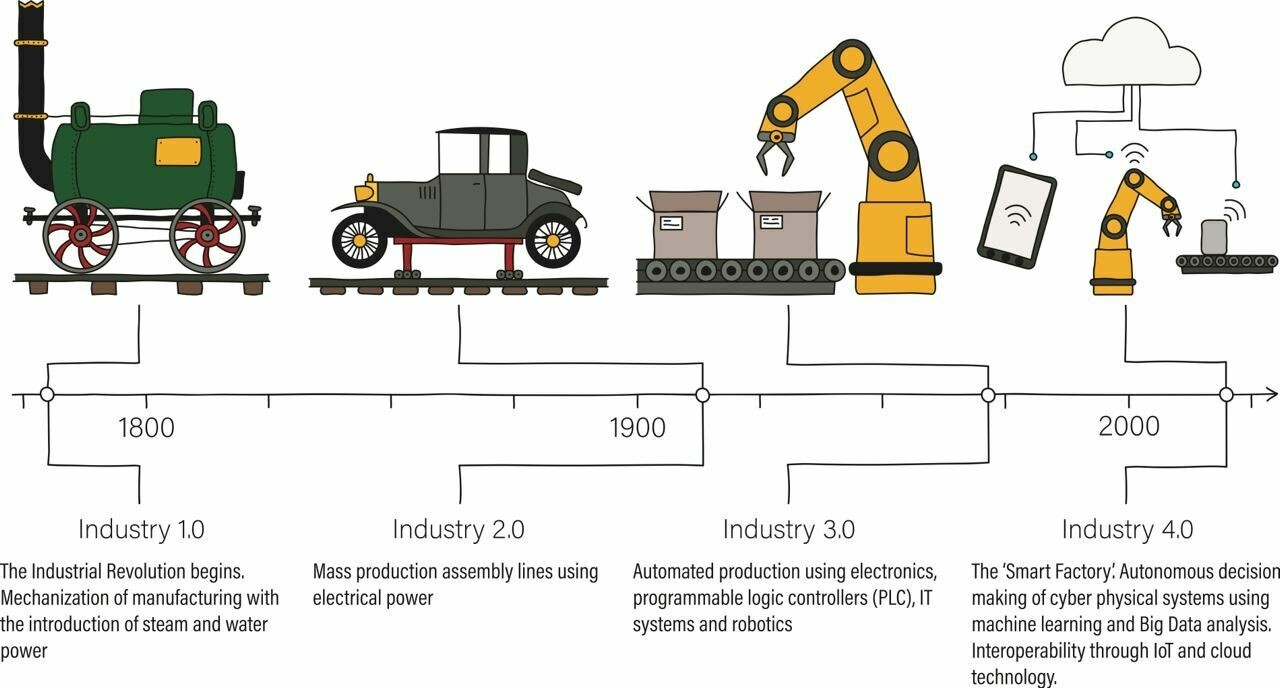 1800
1900
2000
Industry 1.0
The Industrial Revolution begins.
Mechanization of manufacturing with
the introduction of steam and water
power
Industry 2.0
Mass production assembly lines using
electrical power
Industry 3.0
Automated production using electronics,
programmable logic controllers (PLC), IT
systems and robotics
Industry 4.0
The ‘Smart Factory’. Autonomous decision
making of cyber physical systems using
machine learning and Big Data analysis.
Interoperability through IoT and cloud
technology.